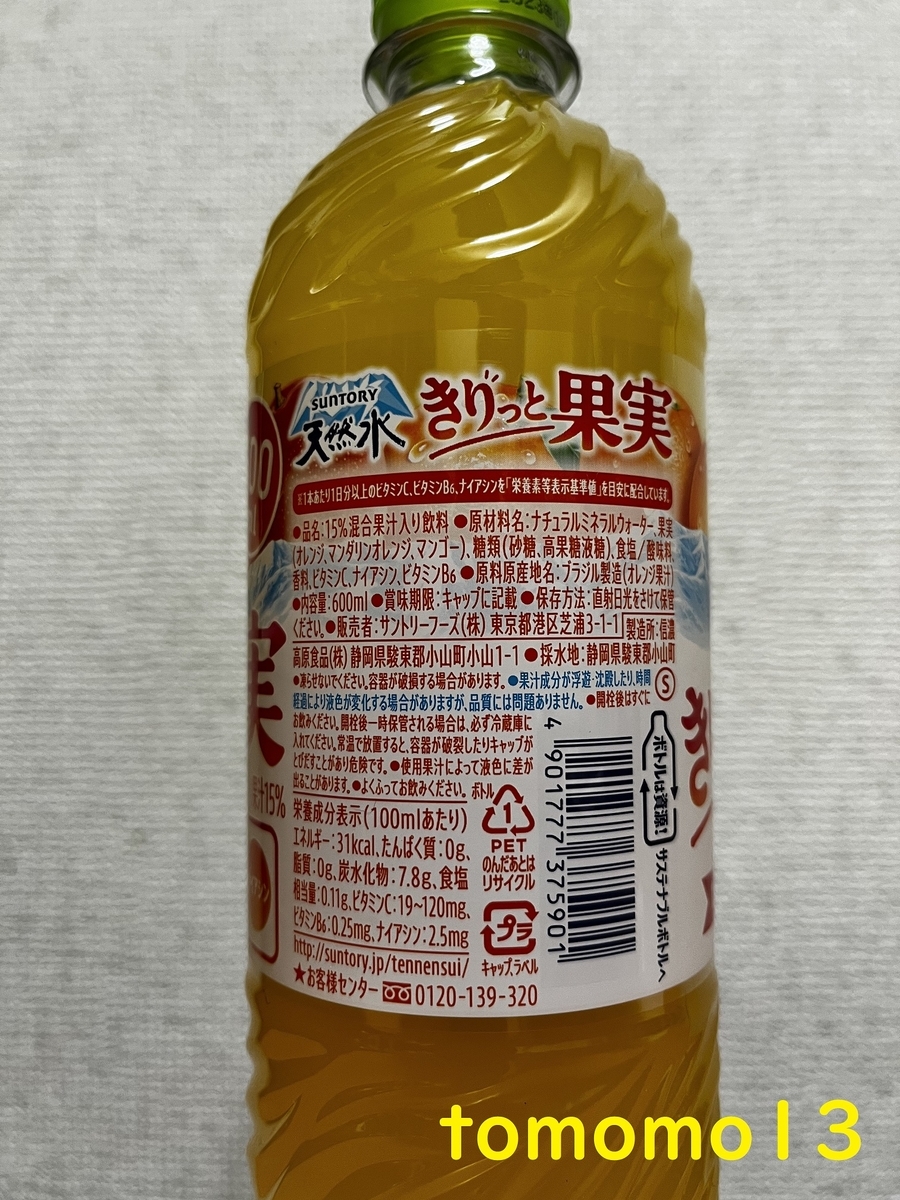 SUNTORY
天然水
きりっと果実
※1本あたり1日分以上のビタミンC、ビタミンB6、ナイアシンを「栄養素等表示基準値」を目安に配合しています。
●品名:15%混合果汁入り飲料 ●原材料名:ナチュラルミネラルウォーター、果実
(オレンジ、マンダリンオレンジ、マンゴー)、糖類(砂糖、高果糖液糖)、食塩/酸味料、
香料、ビタミンC、ナイアシン、ビタミンB6 ●原料原産地名:ブラジル製造(オレンジ果汁)
●内容量:600ml ●賞味期限:キャップに記載 ●保存方法:直射日光をさけて保管
ください。●販売者:サントリーフーズ(株) 東京都港区芝浦3-1-1 製造所:信濃
高原食品(株) 静岡県駿東郡小山町小山1-1 ●採水地:静岡県駿東郡小山町
●凍らせないでください。容器が破損する場合があります。●果汁成分が浮遊・沈殿したり、時間
経過により液色が変化する場合がありますが、品質には問題ありません。●開栓後はすぐに
お飲みください。開栓後一時保管される場合は、必ず冷蔵庫に
入れてください。常温で放置すると、容器が破裂したりキャップが
とびだすことがあり危険です。●使用果汁によって液色に差が
出ることがあります。●よくふってお飲みください。
S
栄養成分表示(100mlあたり)
エネルギー:31kcal、たんぱく質:0g、
脂質:0g、炭水化物:7.8g、食塩
相当量:0.11g、ビタミンC:19~120mg、
ビタミンB6:0.25mg、ナイアシン:2.5mg
http://suntory.jp/tennensui/
★お客様センター 0120-139-320
ボトル
1
PET
のんだあとは
リサイクル
プラ
キャップ、ラベル
4 901777 375901
ボトルは資源!
サステナブルボトルへ
実
果汁15%
き
tomomo13